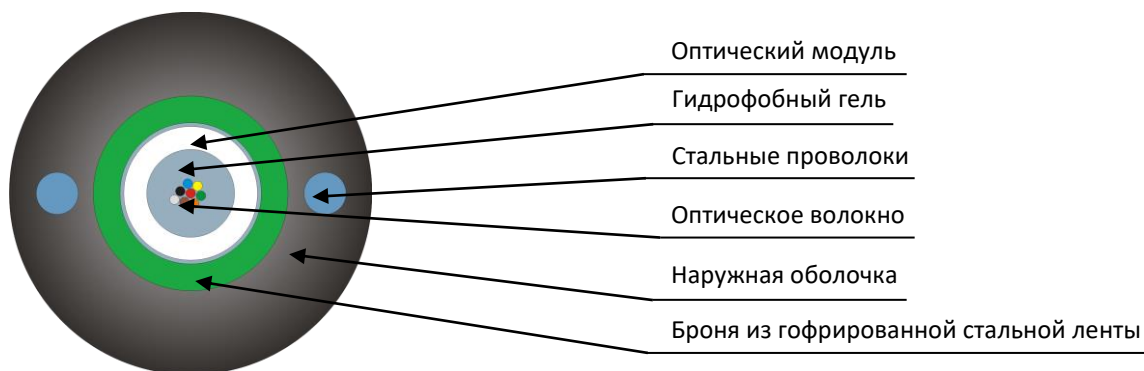 Оптический модуль
Гидрофобный гель
Стальные проволоки
Оптическое волокно
Наружная оболочка
Броня из гофрированной стальной ленты